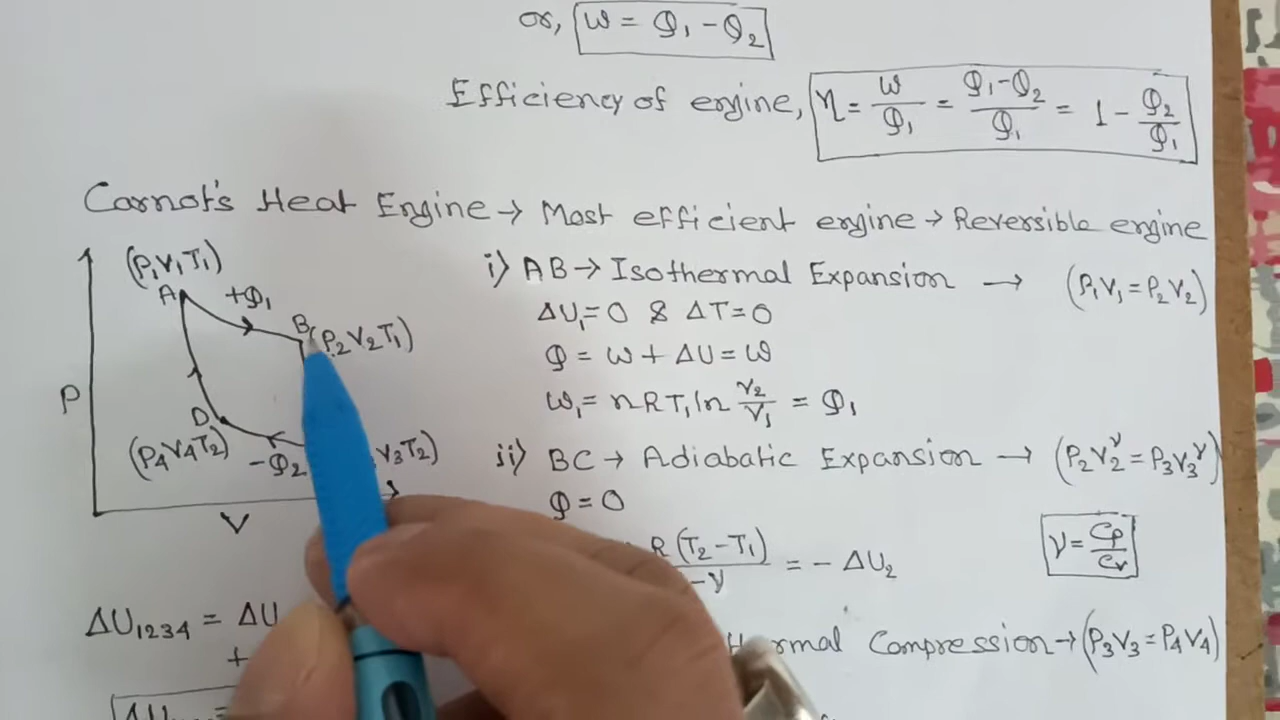 or, W = Q₁ - Q₂
Efficiency of engine, η = W/Q₁ = (Q₁-Q₂)/Q₁ = 1 - Q₂/Q₁
Carnot's Heat Engine → Most efficient engine → Reversible engine
(P₁V₁T₁)
A
+Q₁
B
(P₂V₂T₁)
P
D
(P₄V₄T₂)
-Q₂
V₃T₂)
V
i) AB → Isothermal Expansion → (P₁V₁=P₂V₂)
ΔU₁=0 & ΔT=0
Q = W + ΔU = W
W₁= nRT₁ ln V₂/V₁ = Q₁
ii) BC → Adiabatic Expansion → (P₂V₂^γ = P₃V₃^γ)
Q = 0
R(T₂-T₁)/-γ = -ΔU₂
γ = Cp/Cv
ΔU₁₂₃₄ = ΔU
+
rmal Compression → (P₃V₃=P₄V₄)